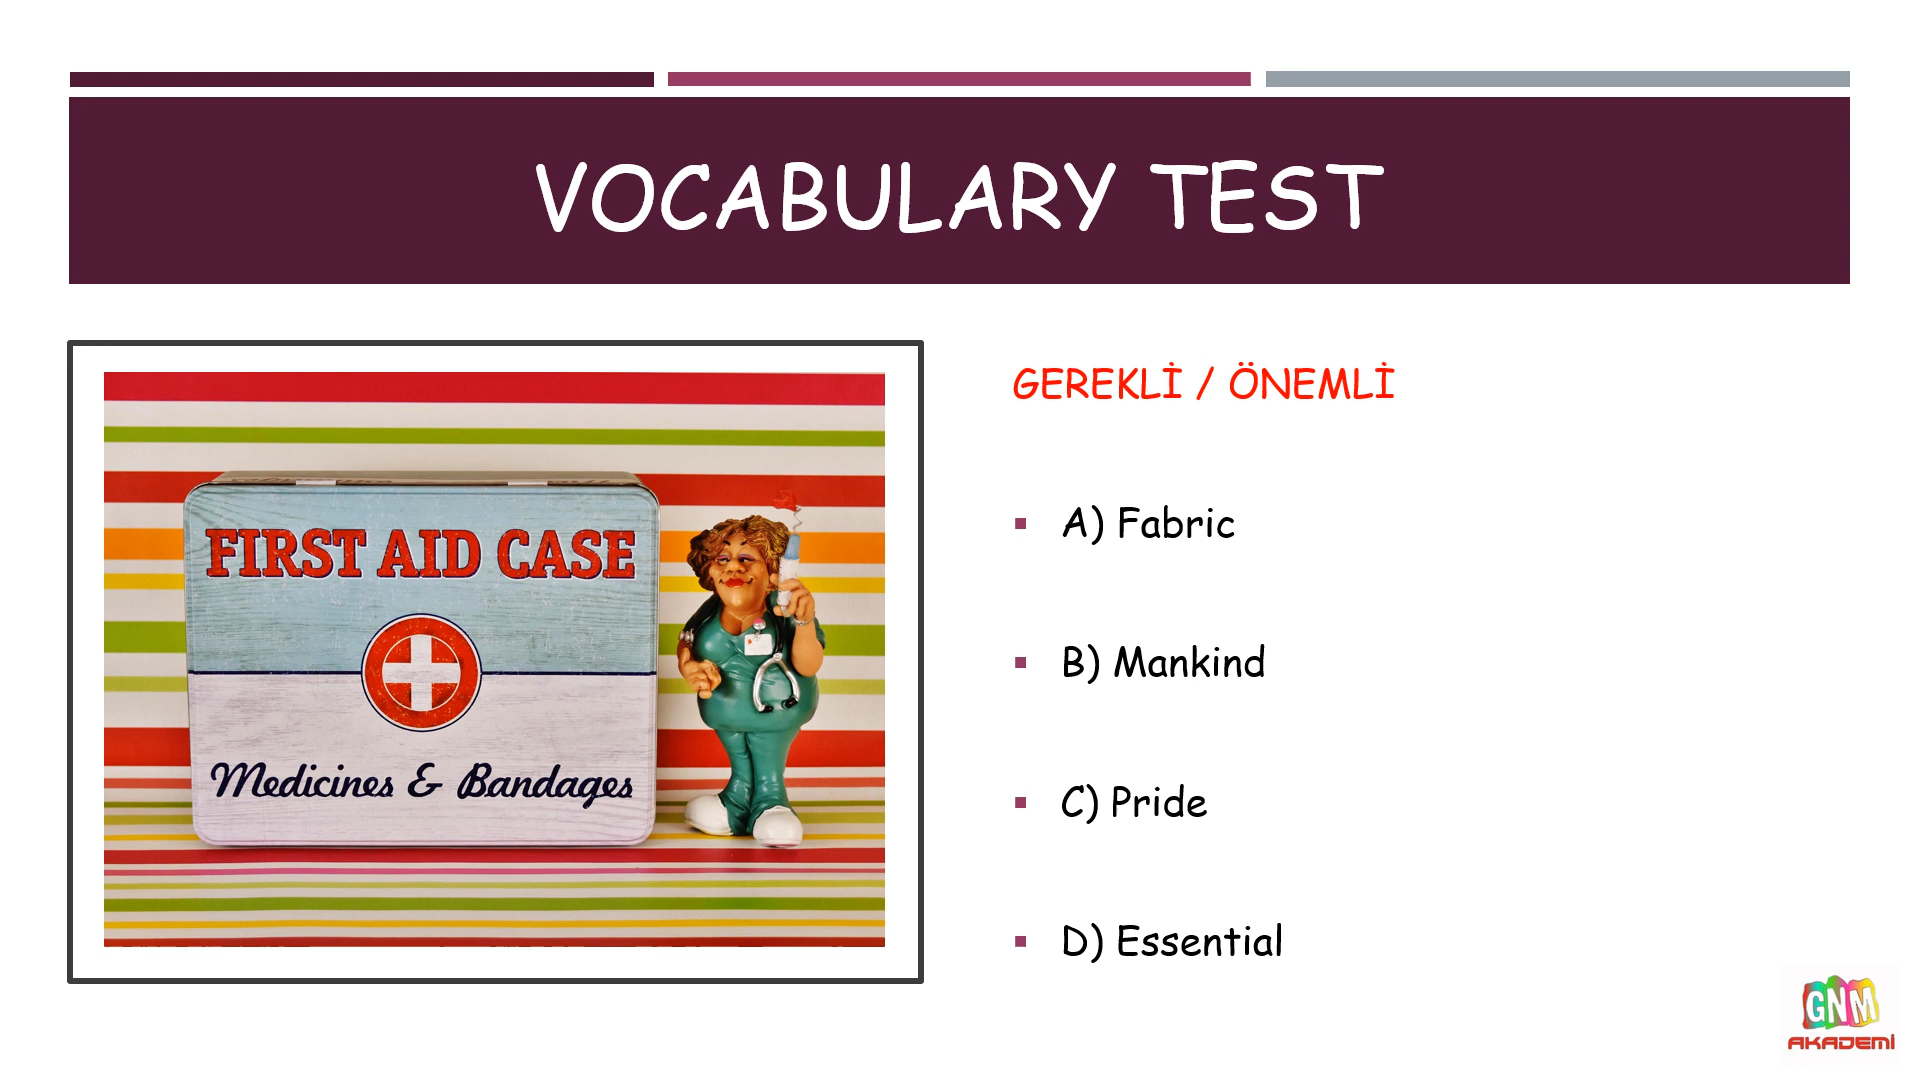 VOCABULARY TEST
FIRST AID CASE
Medicines & Bandages
GEREKLİ / ÖNEMLİ
A) Fabric
B) Mankind
C) Pride
D) Essential
GNM
AKADEMİ